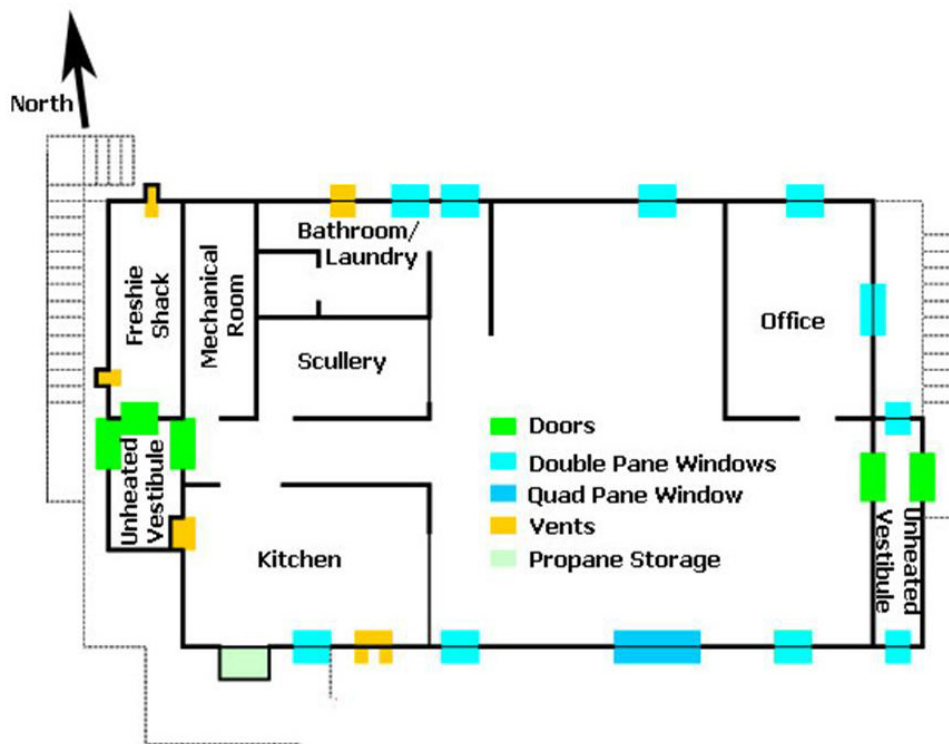 North
Bathroom/
Laundry
Freshie
Shack
Mechanical
Room
Office
Scullery
Doors
Double Pane Windows
Quad Pane Window
Vents
Propane Storage
Unheated
Vestibule
Kitchen
Unheated
Vestibule